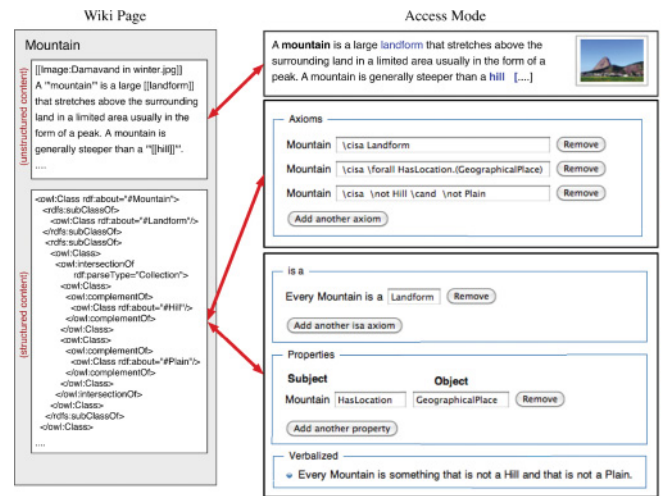 Wiki Page
Mountain
(unstructured content)
[[Image:Damavand in winter.jpg]]
A '"mountain"' is a large [[landform]]
that stretches above the surrounding
land in a limited area usually in the
form of a peak. A mountain is
generally steeper than a '"[[hill]]"'.
....
(structured content)
<owl:Class rdf:about="#Mountain">
<rdfs:subClassOf>
<owl:Class rdf:about="#Landform"/>
</rdfs:subClassOf>
<rdfs:subClassOf>
<owl:Class>
<owl:intersectionOf
rdf:parseType="Collection">
<owl:Class>
<owl:complementOf>
<owl:Class rdf:about="#Hill"/>
</owl:complementOf>
</owl:Class>
<owl:Class>
<owl:complementOf>
<owl:Class rdf:about="#Plain"/>
</owl:complementOf>
</owl:Class>
</owl:intersectionOf>
</owl:Class>
</rdfs:subClassOf>
</owl:Class>
....
Access Mode
A mountain is a large landform that stretches above the
surrounding land in a limited area usually in the form of a
peak. A mountain is generally steeper than a hill [....]
Axioms
Mountain \cisa Landform Remove
Mountain \cisa \forall HasLocation.(GeographicalPlace) Remove
Mountain \cisa \not Hill \cand \not Plain Remove
Add another axiom
is a
Every Mountain is a Landform Remove
Add another isa axiom
Properties
Subject Object
Mountain HasLocation GeographicalPlace Remove
Add another property
Verbalized
Every Mountain is something that is not a Hill and that is not a Plain.